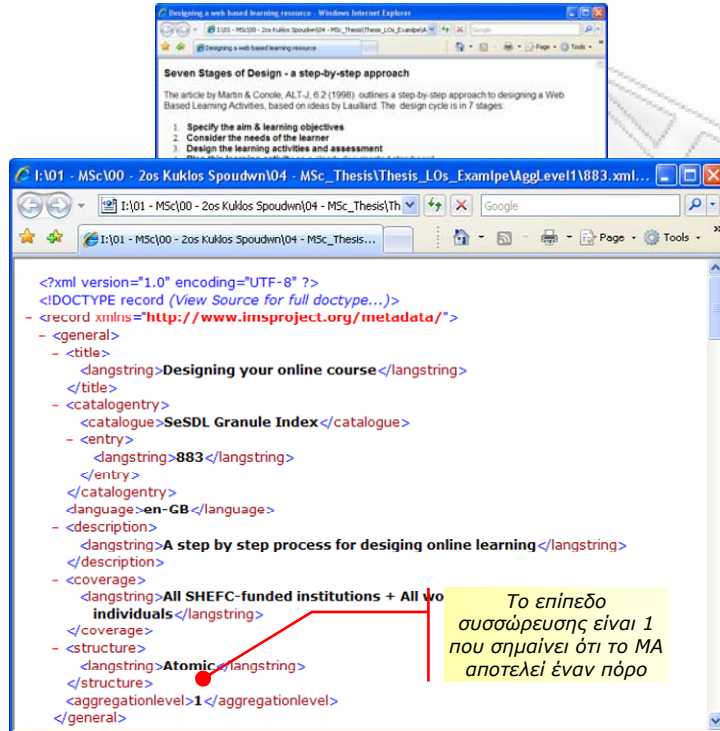 Designing a web based learning resource - Windows Internet Explorer
Google
Designing a web based learning resource
Page
Tools
Seven Stages of Design - a step-by-step approach
The article by Martin & Conole, ALT-J, 6.2 (1998) outlines a step-by-step approach to designing a Web
Based Learning Activities, based on ideas by Laurillard. The design cycle is in 7 stages:
1. Specify the aim & learning objectives
2. Consider the needs of the learner
3. Design the learning activities and assessment
I:\01 - MSc\00 - 2os Kuklos Spoudwn\04 - MSc_Thesis\Thesis_LOs_Examlpe\AggLevel1\883.xml...
I:\01 - MSc\00 - 2os Kuklos Spoudwn\04 - MSc_Thesis\Th
Google
I:\01 - MSc\00 - 2os Kuklos Spoudwn\04 - MSc_Thesis...
Page
Tools
<?xml version="1.0" encoding="UTF-8" ?>
<!DOCTYPE record (View Source for full doctype...)>
- <record xmlns="http://www.imsproject.org/metadata/">
- <general>
- <title>
<langstring>Designing your online course</langstring>
</title>
- <catalogentry>
<catalogue>SeSDL Granule Index</catalogue>
- <entry>
<langstring>883</langstring>
</entry>
</catalogentry>
<language>en-GB</language>
- <description>
<langstring>A step by step process for desiging online learning</langstring>
</description>
- <coverage>
<langstring>All SHEFC-funded institutions + All wo
individuals</langstring>
</coverage>
- <structure>
<langstring>Atomic</langstring>
</structure>
<aggregationlevel>1</aggregationlevel>
</general>
Το επίπεδο
συσσώρευσης είναι 1
που σημαίνει ότι το ΜΑ
αποτελεί έναν πόρο